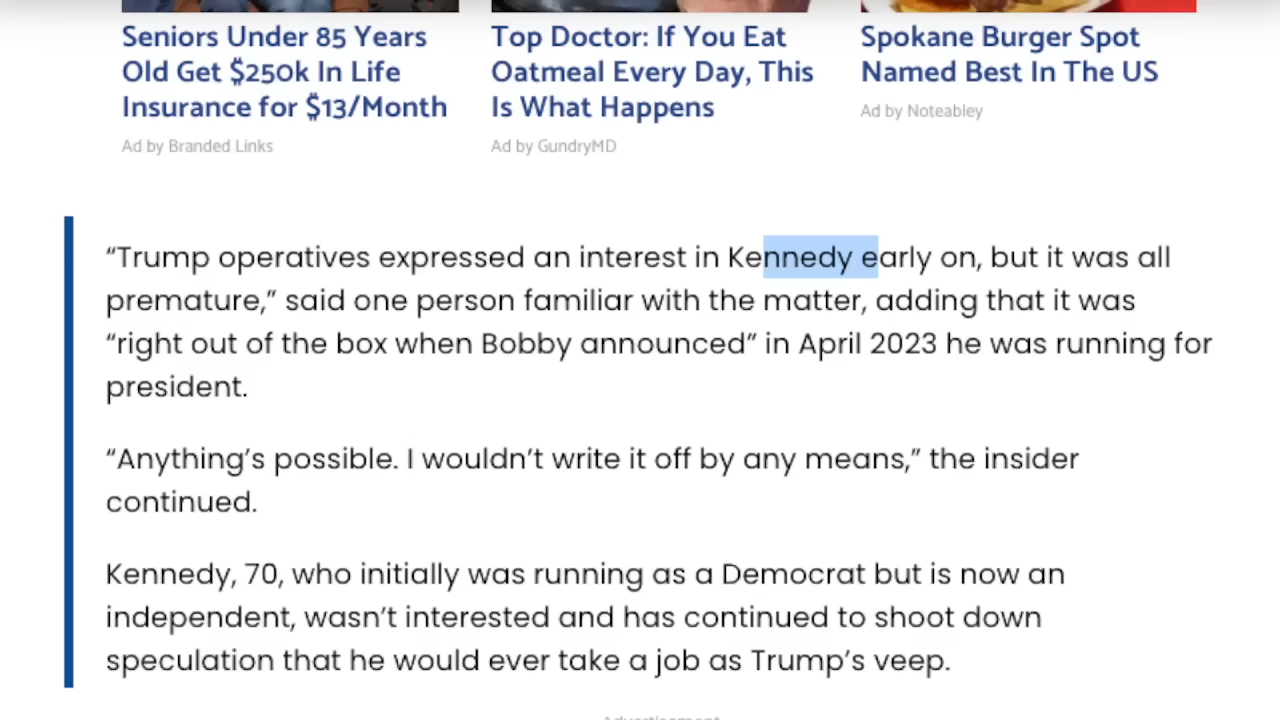 Seniors Under 85 Years
Old Get $250k In Life
Insurance for $13/Month
Ad by Branded Links
Top Doctor: If You Eat
Oatmeal Every Day, This
Is What Happens
Ad by GundryMD
Spokane Burger Spot
Named Best In The US
Ad by Noteabley
“Trump operatives expressed an interest in Kennedy early on, but it was all
premature,” said one person familiar with the matter, adding that it was
“right out of the box when Bobby announced” in April 2023 he was running for
president.
“Anything’s possible. I wouldn’t write it off by any means,” the insider
continued.
Kennedy, 70, who initially was running as a Democrat but is now an
independent, wasn’t interested and has continued to shoot down
speculation that he would ever take a job as Trump’s veep.
Advertisement